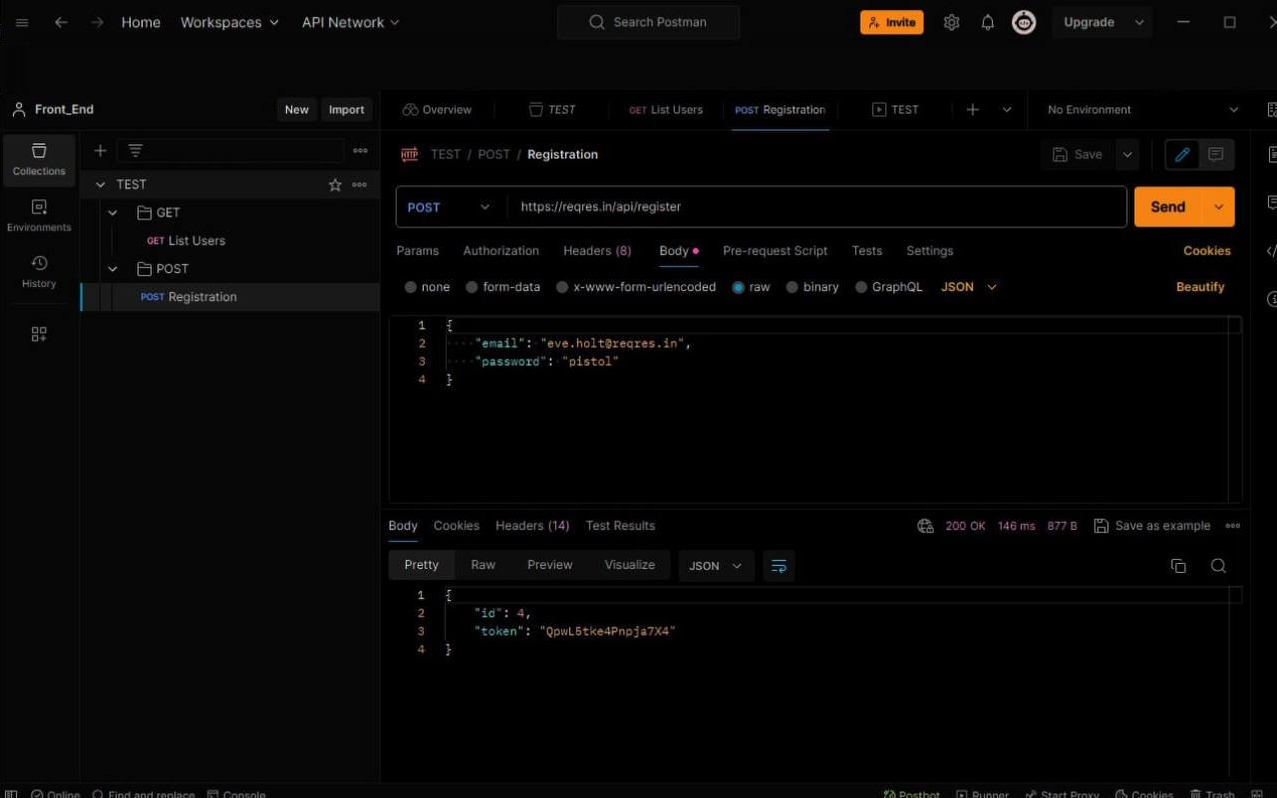 Home Workspaces API Network Search Postman Invite Upgrade
Front_End New Import Overview TEST GET List Users POST Registration TEST No Environment
Collections
HTTP TEST / POST / Registration Save
TEST
POST https://reqres.in/api/register Send
GET
Environments
GET List Users
Params Authorization Headers (8) Body Pre-request Script Tests Settings Cookies
POST
History
none form-data x-www-form-urlencoded raw binary GraphQL JSON Beautify
POST Registration
1 {
2 "email": "eve.holt@reqres.in",
3 "password": "pistol"
4 }
Body Cookies Headers (14) Test Results 200 OK 146 ms 877 B Save as example
Pretty Raw Preview Visualize JSON
1 {
2 "id": 4,
3 "token": "QpwL5tke4Pnpja7X4"
4 }
Online Find and replace Console Postbot Runner Start Proxy Cookies Trash